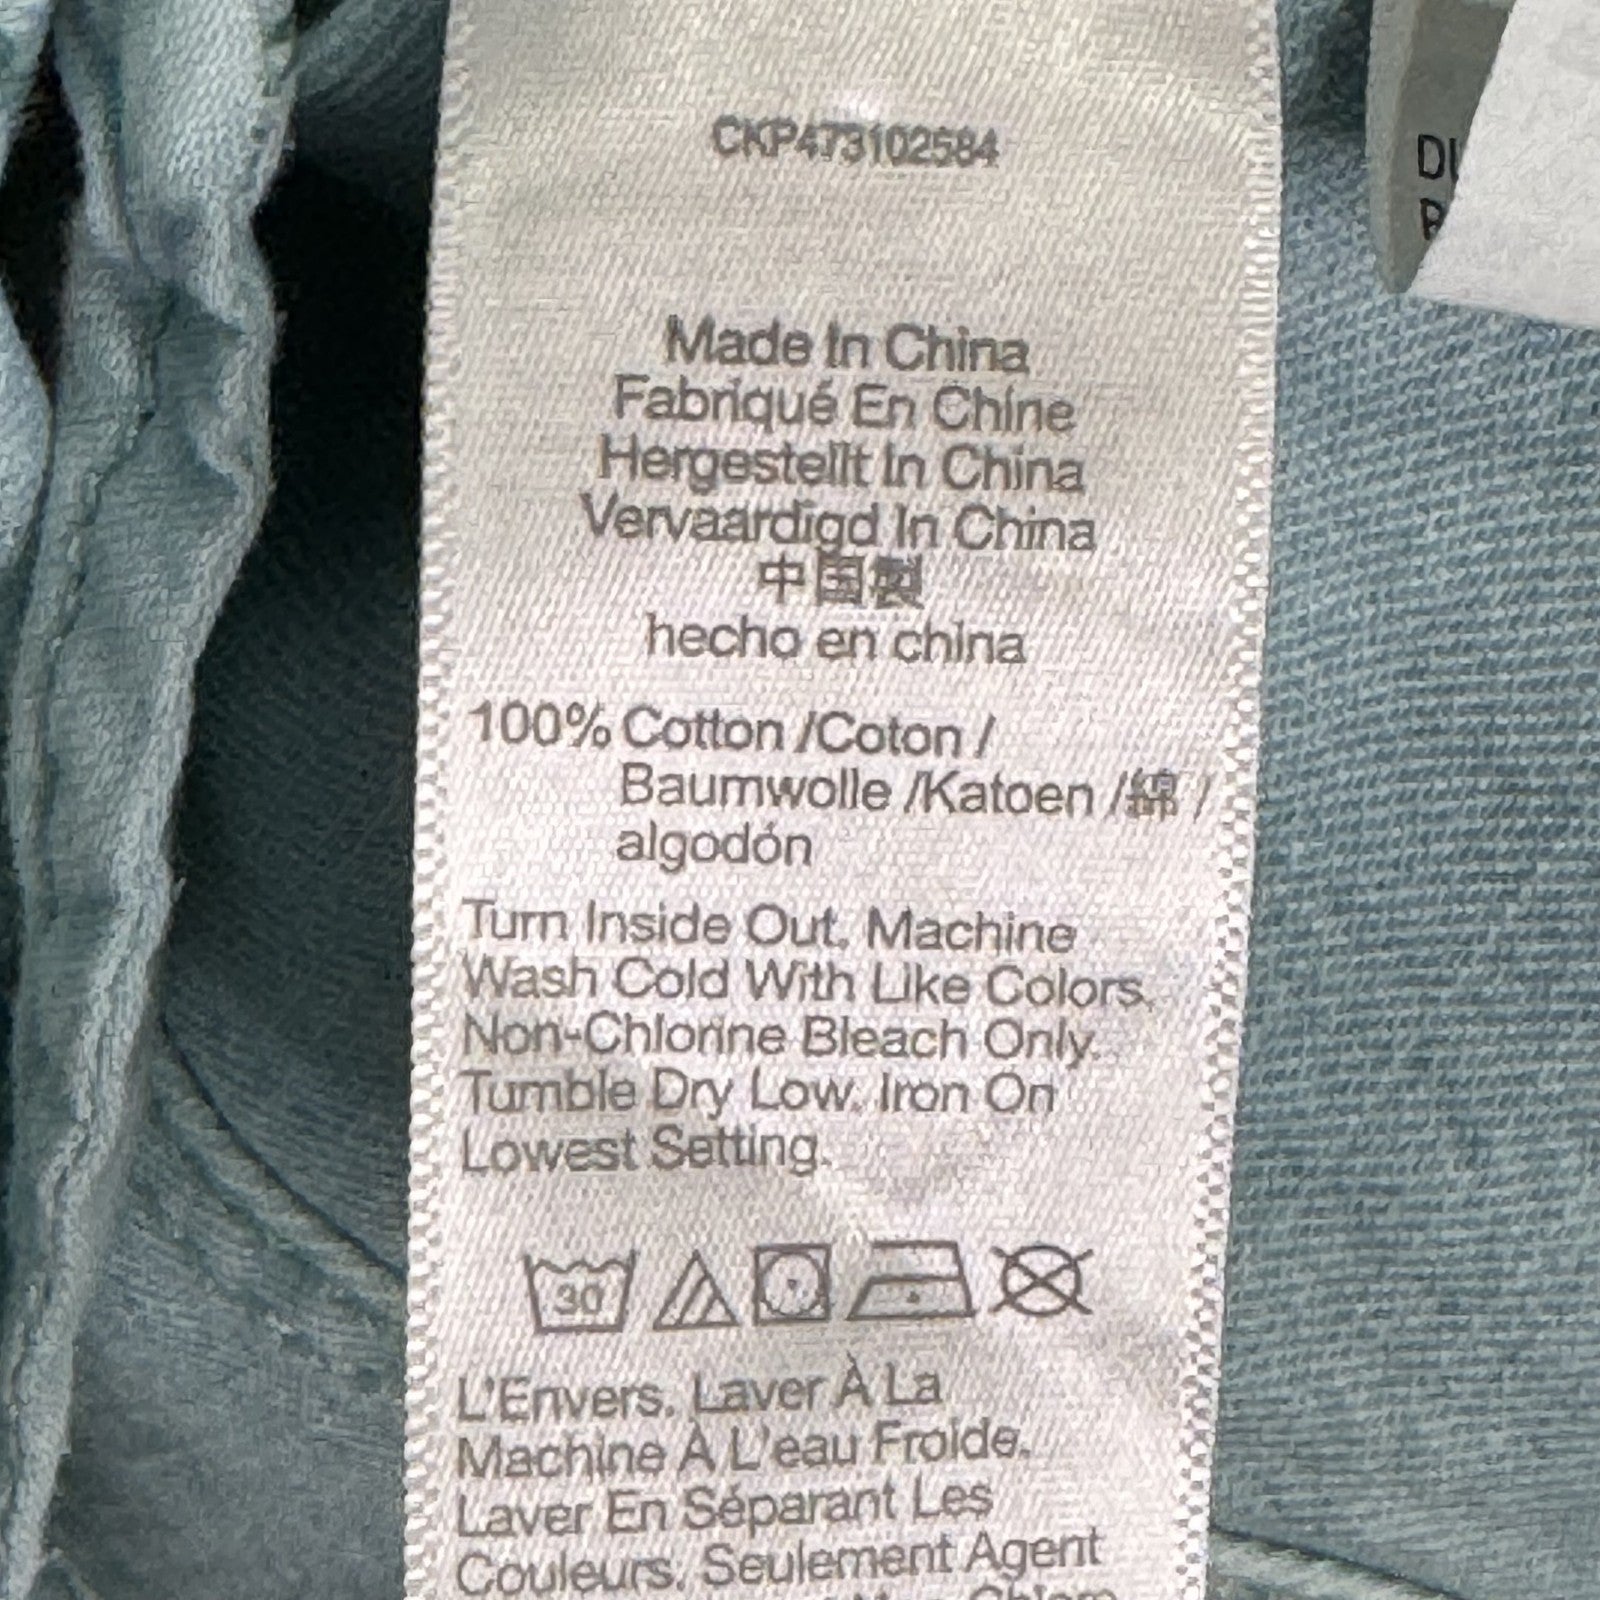 CKP473102584
DU
Made In China
Fabriqué En Chine
Hergestellt In China
Vervaardigd In China
中国製
hecho en china
100% Cotton /Coton /
Baumwolle /Katoen /綿 /
algodón
Turn Inside Out. Machine
Wash Cold With Like Colors.
Non-Chlorine Bleach Only.
Tumble Dry Low. Iron On
Lowest Setting.
30
L'Envers. Laver À La
Machine À L'eau Froide.
Laver En Séparant Les
Couleurs. Seulement Agent